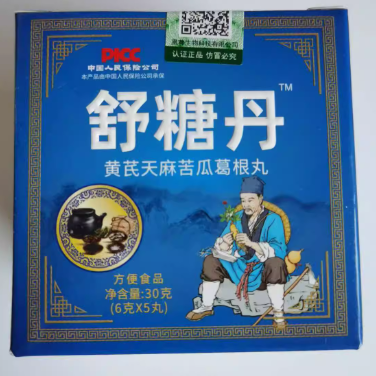 认证正品 仿冒必究
PICC
中国人民保险公司
本产品由中国人民保险公司承保
舒糖丹™
黄芪天麻苦瓜葛根丸
方便食品
净含量:30克
(6克X5丸)